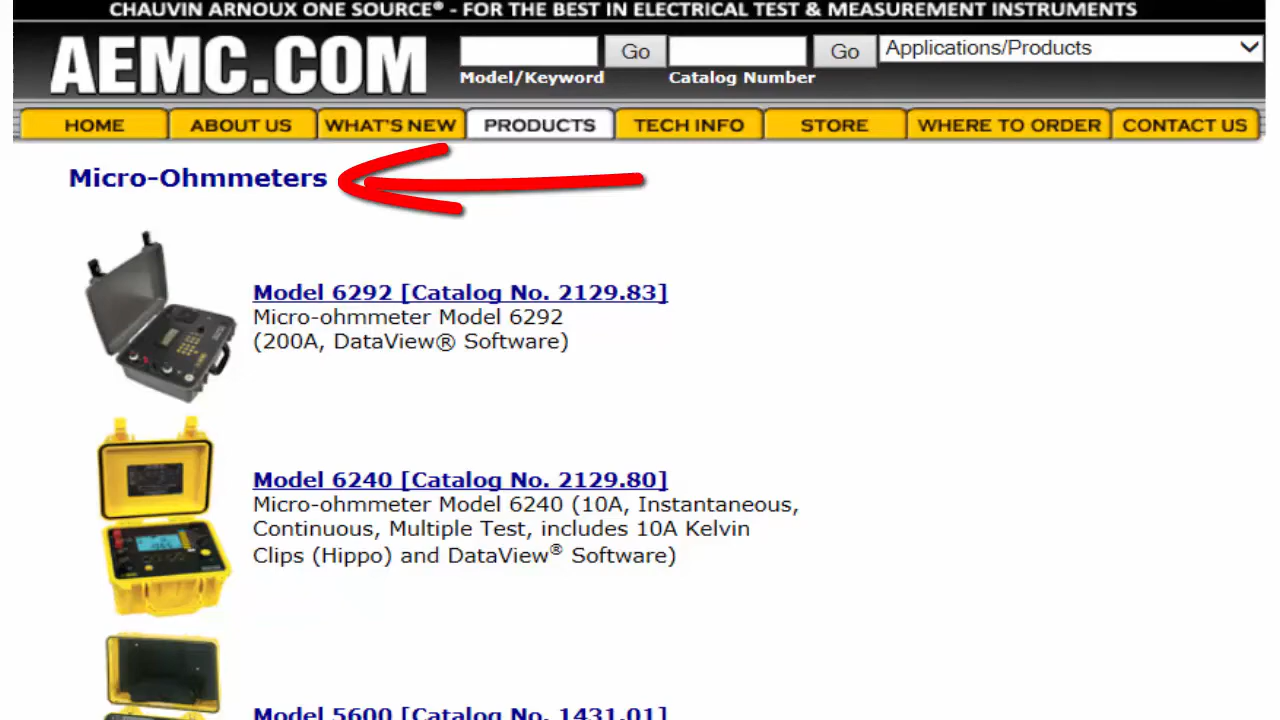 CHAUVIN ARNOUX ONE SOURCE® - FOR THE BEST IN ELECTRICAL TEST & MEASUREMENT INSTRUMENTS
AEMC.COM
Go
Go
Applications/Products
Model/Keyword
Catalog Number
HOME
ABOUT US
WHAT'S NEW
PRODUCTS
TECH INFO
STORE
WHERE TO ORDER
CONTACT US
Micro-Ohmmeters
Model 6292 [Catalog No. 2129.83]
Micro-ohmmeter Model 6292
(200A, DataView® Software)
Model 6240 [Catalog No. 2129.80]
Micro-ohmmeter Model 6240 (10A, Instantaneous,
Continuous, Multiple Test, includes 10A Kelvin
Clips (Hippo) and DataView® Software)
Model 5600 [Catalog No. 1431.01]